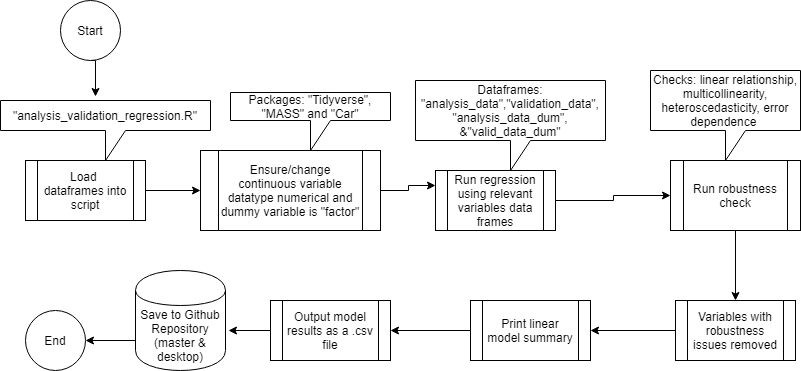 Start
"analysis_validation_regression.R"
Load
dataframes into
script
Packages: "Tidyverse",
"MASS" and "Car"
Ensure/change
continuous variable
datatype numerical and
dummy variable is "factor"
Dataframes:
"analysis_data","validation_data",
"analysis_data_dum",
&"valid_data_dum"
Run regression
using relevant
variables data
frames
Checks: linear relationship,
multicollinearity,
heteroscedasticity, error
dependence
Run robustness
check
Variables with
robustness
issues removed
Print linear
model summary
Output model
results as a .csv
file
Save to Github
Repository
(master &
desktop)
End